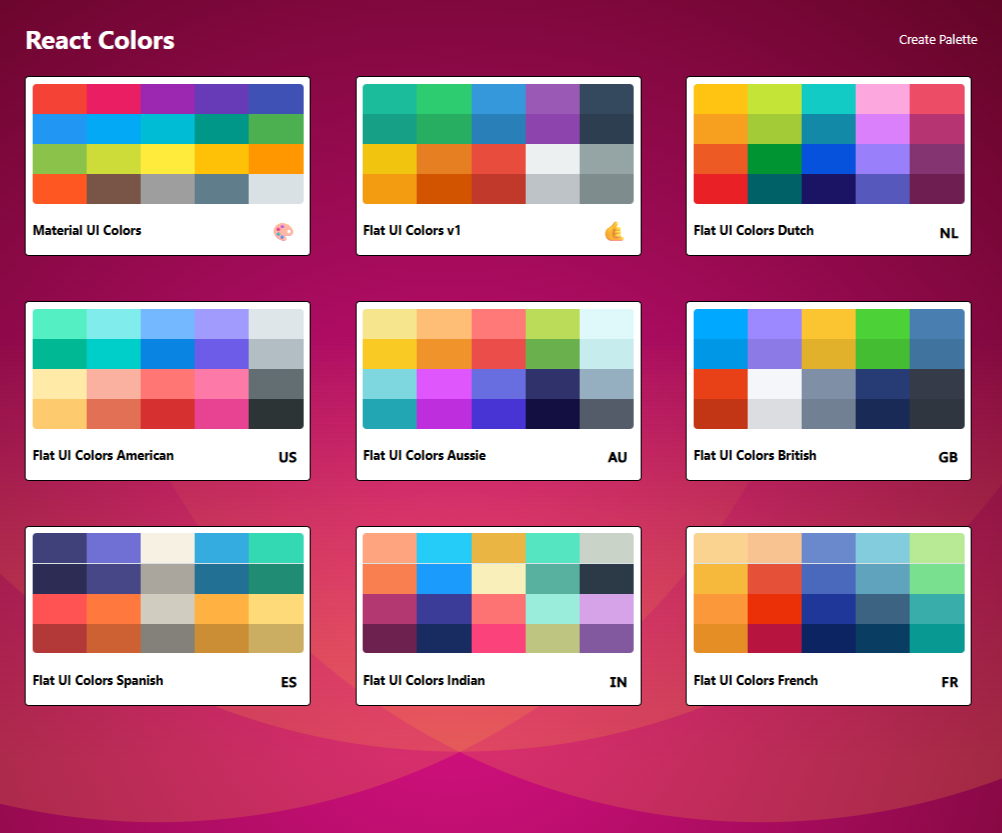 React Colors
Create Palette
Material UI Colors 🎨
Flat UI Colors v1 🤙
Flat UI Colors Dutch NL
Flat UI Colors American US
Flat UI Colors Aussie AU
Flat UI Colors British GB
Flat UI Colors Spanish ES
Flat UI Colors Indian IN
Flat UI Colors French FR